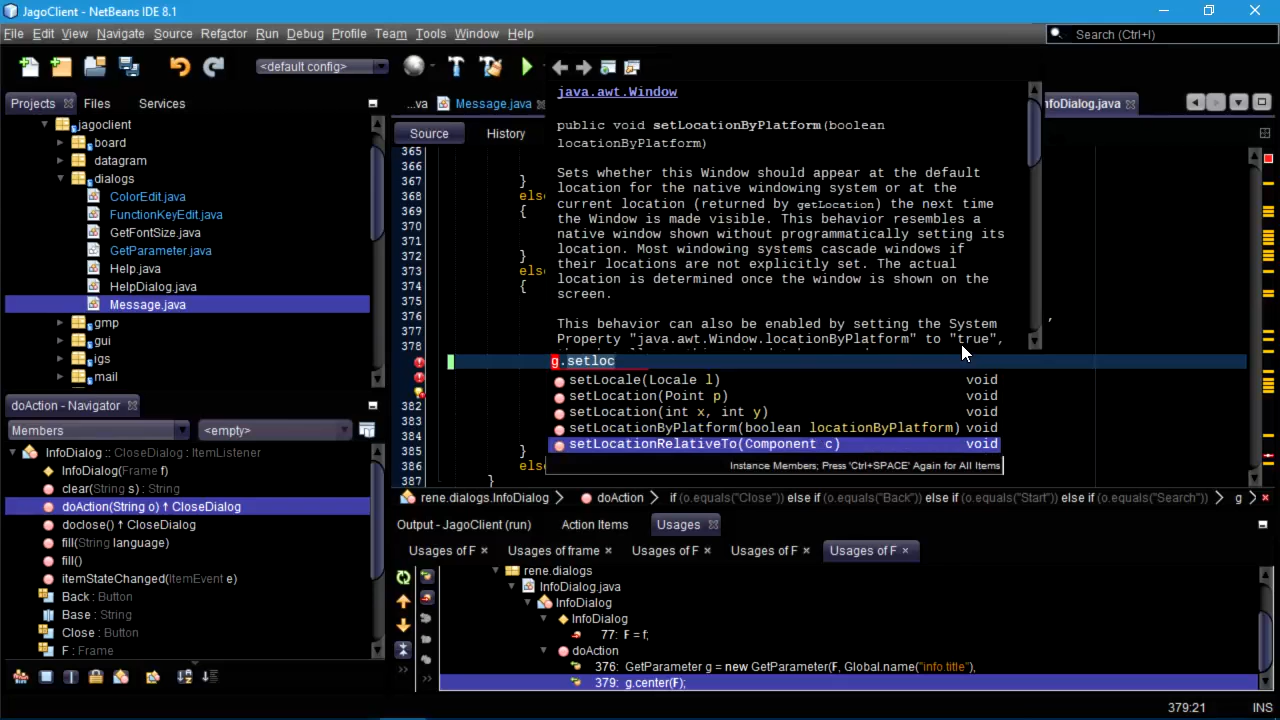 JagoClient - NetBeans IDE 8.1
File Edit View Navigate Source Refactor Run Debug Profile Team Tools Window Help
Search (Ctrl+I)
<default config>
Projects Files Services
jagoclient
board
datagram
dialogs
ColorEdit.java
FunctionKeyEdit.java
GetFontSize.java
GetParameter.java
Help.java
HelpDialog.java
Message.java
gmp
gui
igs
mail
doAction - Navigator
Members <empty>
InfoDialog :: CloseDialog : ItemListener
InfoDialog(Frame f)
clear(String s) : String
doAction(String o) ↑ CloseDialog
doclose() ↑ CloseDialog
fill(String language)
fill()
itemStateChanged(ItemEvent e)
Back : Button
Base : String
Close : Button
F : Frame
...va Message.java nfoDialog.java
Source History
365
366
367 }
368 else
369 {
370
371
372 }
373 else
374 {
375
376
377 ,
378
g.setloc
382
383
384
385 }
386 else
387 }
java.awt.Window
public void setLocationByPlatform(boolean
locationByPlatform)
Sets whether this Window should appear at the default
location for the native windowing system or at the
current location (returned by getLocation) the next time
the Window is made visible. This behavior resembles a
native window shown without programmatically setting its
location. Most windowing systems cascade windows if
their locations are not explicitly set. The actual
location is determined once the window is shown on the
screen.
This behavior can also be enabled by setting the System
Property "java.awt.Window.locationByPlatform" to "true",
setLocale(Locale l) void
setLocation(Point p) void
setLocation(int x, int y) void
setLocationByPlatform(boolean locationByPlatform) void
setLocationRelativeTo(Component c) void
Instance Members; Press 'Ctrl+SPACE' Again for All Items
rene.dialogs.InfoDialog doAction if (o.equals("Close") else if (o.equals("Back") else if (o.equals("Start") else if (o.equals("Search") g
Output - JagoClient (run) Action Items Usages
Usages of F Usages of frame Usages of F Usages of F Usages of F
rene.dialogs
InfoDialog.java
InfoDialog
InfoDialog
77: F = f;
doAction
376: GetParameter g = new GetParameter(F, Global.name("info.title"),
379: g.center(F);
379:21 INS